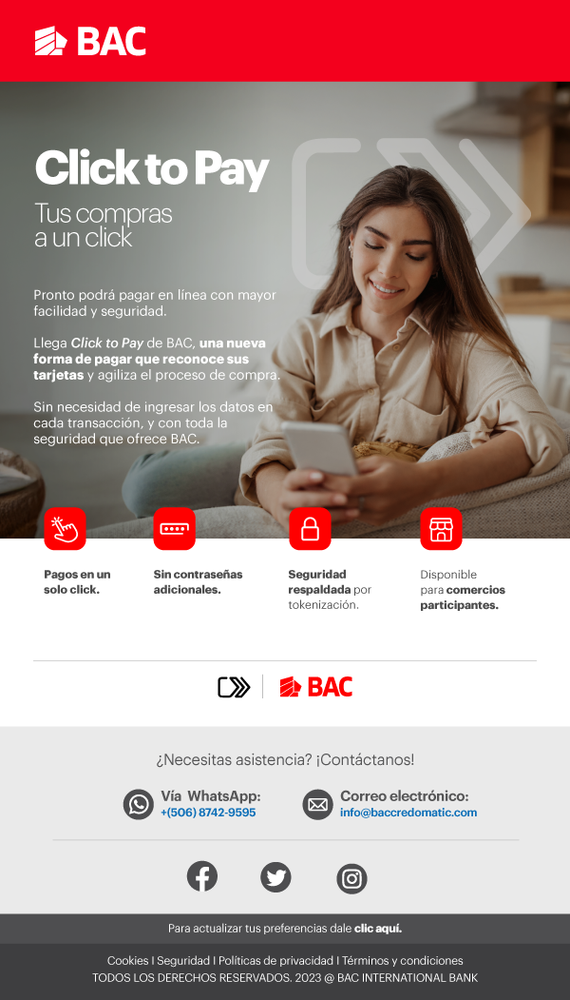 BAC
Click to Pay
Tus compras
a un click
Pronto podrá pagar en línea con mayor
facilidad y seguridad.
Llega Click to Pay de BAC, una nueva
forma de pagar que reconoce sus
tarjetas y agiliza el proceso de compra.
Sin necesidad de ingresar los datos en
cada transacción, y con toda la
seguridad que ofrece BAC.
Pagos en un
solo click.
Sin contraseñas
adicionales.
Seguridad
respaldada por
tokenización.
Disponible
para comercios
participantes.
BAC
¿Necesitas asistencia? ¡Contáctanos!
Vía WhatsApp:
+(506) 8742-9595
Correo electrónico:
info@baccredomatic.com
Para actualizar tus preferencias dale clic aquí.
Cookies I Seguridad I Políticas de privacidad I Términos y condiciones
TODOS LOS DERECHOS RESERVADOS. 2023 @ BAC INTERNATIONAL BANK